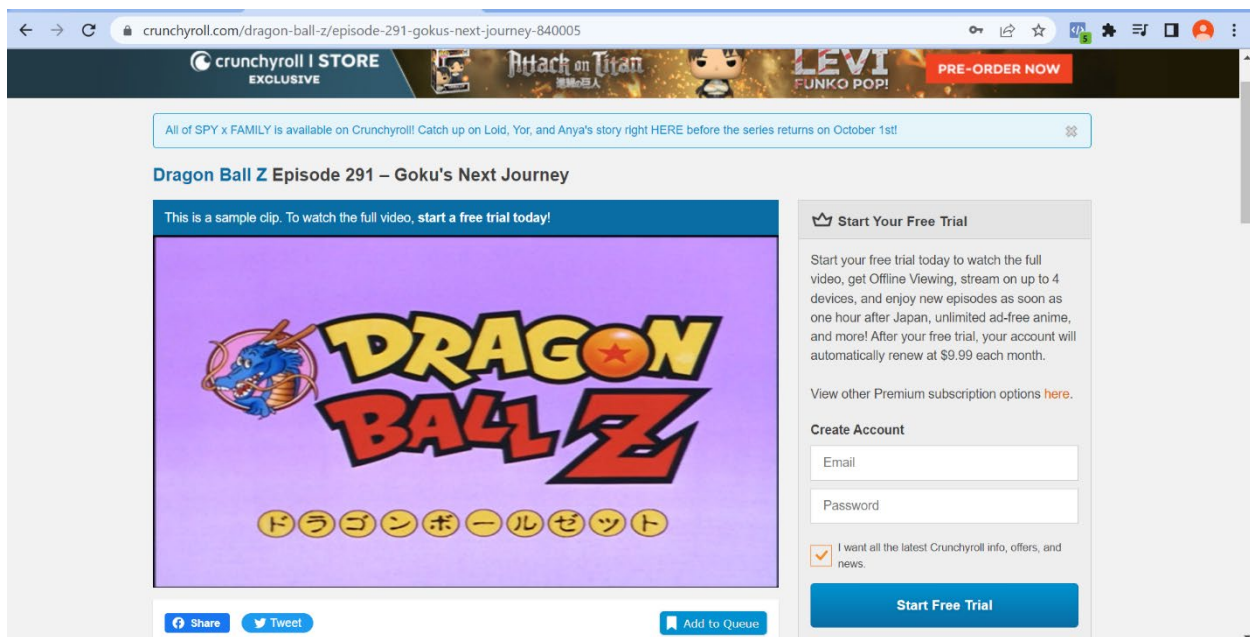 crunchyroll.com/dragon-ball-z/episode-291-gokus-next-journey-840005
5
crunchyroll | STORE
EXCLUSIVE
Attack on Titan
進撃の巨人
LEVI
FUNKO POP!
PRE-ORDER NOW
All of SPY x FAMILY is available on Crunchyroll! Catch up on Loid, Yor, and Anya's story right HERE before the series returns on October 1st!
Dragon Ball Z Episode 291 – Goku's Next Journey
This is a sample clip. To watch the full video, start a free trial today!
DRAGON
BALL Z
ドラゴンボールゼット
Share
Tweet
Add to Queue
Start Your Free Trial
Start your free trial today to watch the full
video, get Offline Viewing, stream on up to 4
devices, and enjoy new episodes as soon as
one hour after Japan, unlimited ad-free anime,
and more! After your free trial, your account will
automatically renew at $9.99 each month.
View other Premium subscription options here.
Create Account
Email
Password
I want all the latest Crunchyroll info, offers, and
news.
Start Free Trial